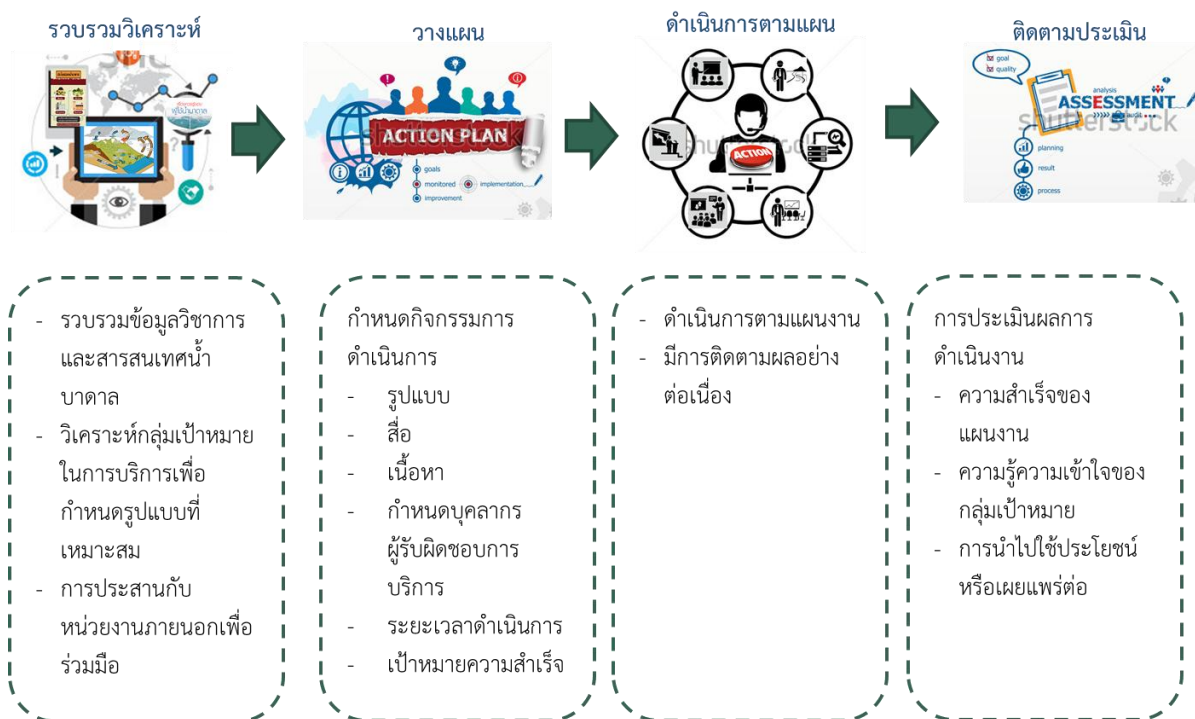 รวบรวมวิเคราะห์
วางแผน
ดำเนินการตามแผน
ติดตามประเมิน
ACTION PLAN
goals
monitored
implementation
improvement
ACTION
goal
quality
analysis
ASSESSMENT
audit
shutterstock
planning
result
process
- รวบรวมข้อมูลวิชาการ
และสารสนเทศน้ำ
บาดาล
- วิเคราะห์กลุ่มเป้าหมาย
ในการบริการเพื่อ
กำหนดรูปแบบที่
เหมาะสม
- การประสานกับ
หน่วยงานภายนอกเพื่อ
ร่วมมือ
กำหนดกิจกรรมการ
ดำเนินการ
- รูปแบบ
- สื่อ
- เนื้อหา
- กำหนดบุคลากร
ผู้รับผิดชอบการ
บริการ
- ระยะเวลาดำเนินการ
- เป้าหมายความสำเร็จ
- ดำเนินการตามแผนงาน
- มีการติดตามผลอย่าง
ต่อเนื่อง
การประเมินผลการ
ดำเนินงาน
- ความสำเร็จของ
แผนงาน
- ความรู้ความเข้าใจของ
กลุ่มเป้าหมาย
- การนำไปใช้ประโยชน์
หรือเผยแพร่ต่อ